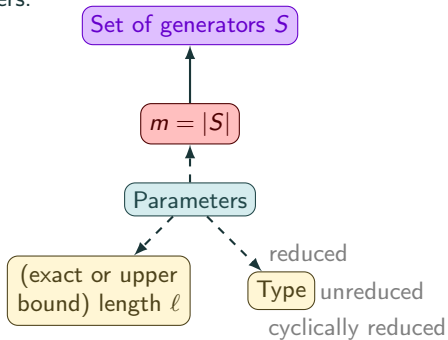 ers.
Set of generators S
m = |S|
Parameters
(exact or upper
bound) length ℓ
Type
reduced
unreduced
cyclically reduced